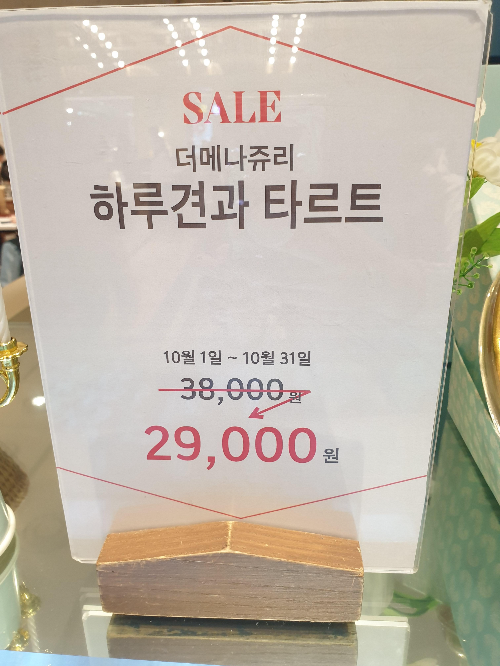 SALE
더메나쥬리
하루견과 타르트
10월 1일 ~ 10월 31일
38,000원
29,000원